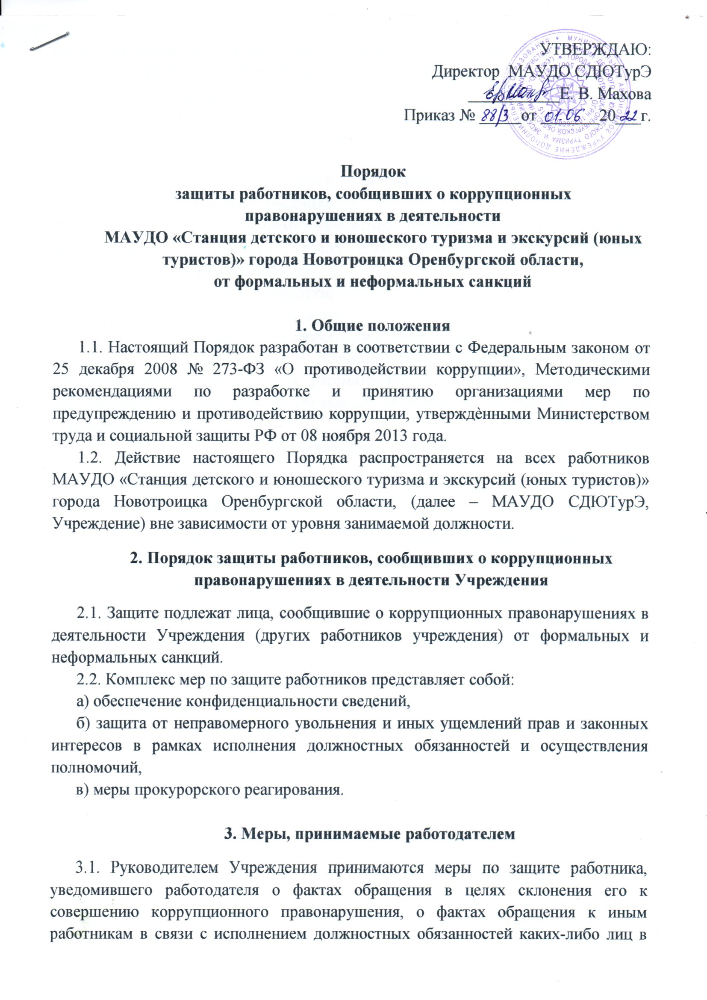 УТВЕРЖДАЮ:
Директор МАУДО СДЮТурЭ
Е. В. Махова
Приказ № 88/3 от 01.06 2022г.
Порядок
защиты работников, сообщивших о коррупционных
правонарушениях в деятельности
МАУДО «Станция детского и юношеского туризма и экскурсий (юных
туристов)» города Новотроицка Оренбургской области,
от формальных и неформальных санкций
1. Общие положения
1.1. Настоящий Порядок разработан в соответствии с Федеральным законом от
25 декабря 2008 № 273-ФЗ «О противодействии коррупции», Методическими
рекомендациями по разработке и принятию организациями мер по
предупреждению и противодействию коррупции, утверждѐнными Министерством
труда и социальной защиты РФ от 08 ноября 2013 года.
1.2. Действие настоящего Порядка распространяется на всех работников
МАУДО «Станция детского и юношеского туризма и экскурсий (юных туристов)»
города Новотроицка Оренбургской области, (далее – МАУДО СДЮТурЭ,
Учреждение) вне зависимости от уровня занимаемой должности.
2. Порядок защиты работников, сообщивших о коррупционных
правонарушениях в деятельности Учреждения
2.1. Защите подлежат лица, сообщившие о коррупционных правонарушениях в
деятельности Учреждения (других работников учреждения) от формальных и
неформальных санкций.
2.2. Комплекс мер по защите работников представляет собой:
а) обеспечение конфиденциальности сведений,
б) защита от неправомерного увольнения и иных ущемлений прав и законных
интересов в рамках исполнения должностных обязанностей и осуществления
полномочий,
в) меры прокурорского реагирования.
3. Меры, принимаемые работодателем
3.1. Руководителем Учреждения принимаются меры по защите работника,
уведомившего работодателя о фактах обращения в целях склонения его к
совершению коррупционного правонарушения, о фактах обращения к иным
работникам в связи с исполнением должностных обязанностей каких-либо лиц в